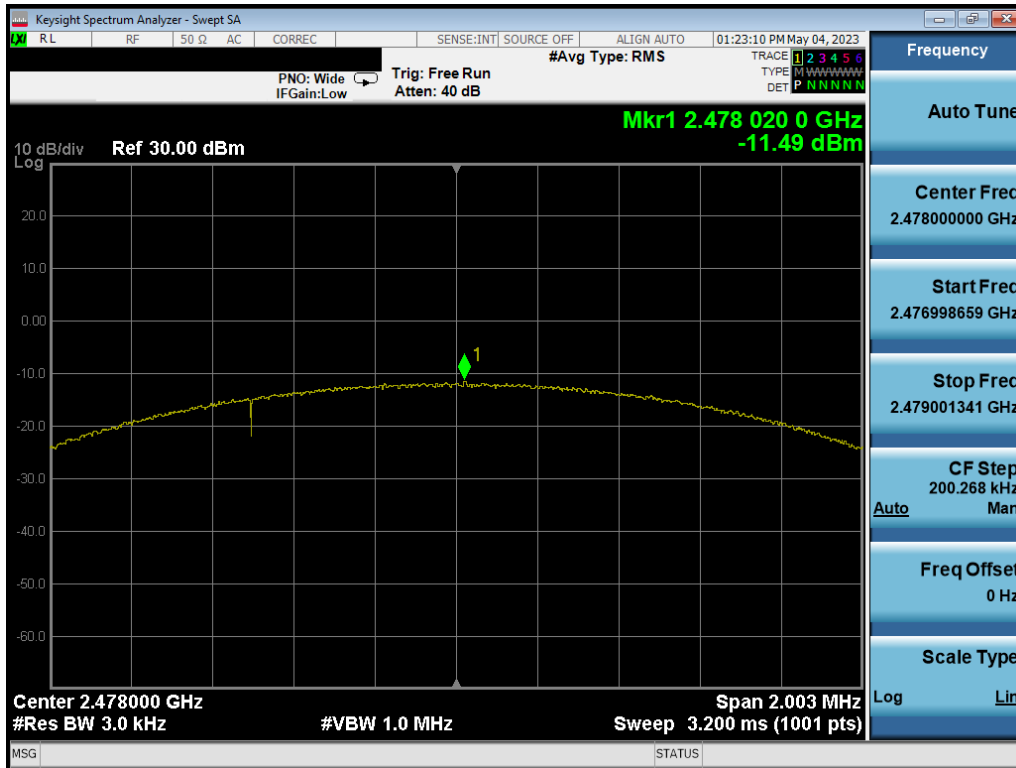 Keysight Spectrum Analyzer - Swept SA
LXI RL RF 50 Ω AC CORREC SENSE:INT SOURCE OFF ALIGN AUTO 01:23:10 PM May 04, 2023
#Avg Type: RMS
TRACE 1 2 3 4 5 6
PNO: Wide Trig: Free Run
TYPE M WWWWW
IFGain:Low Atten: 40 dB
DET P N N N N N
Mkr1 2.478 020 0 GHz
-11.49 dBm
10 dB/div Ref 30.00 dBm
Log
20.0
10.0
0.00
-10.0
1
-20.0
-30.0
-40.0
-50.0
-60.0
Center 2.478000 GHz Span 2.003 MHz
#Res BW 3.0 kHz #VBW 1.0 MHz Sweep 3.200 ms (1001 pts)
MSG STATUS
Frequency
Auto Tune
Center Freq
2.478000000 GHz
Start Freq
2.476998659 GHz
Stop Freq
2.479001341 GHz
CF Step
200.268 kHz
Auto Man
Freq Offset
0 Hz
Scale Type
Log Lin